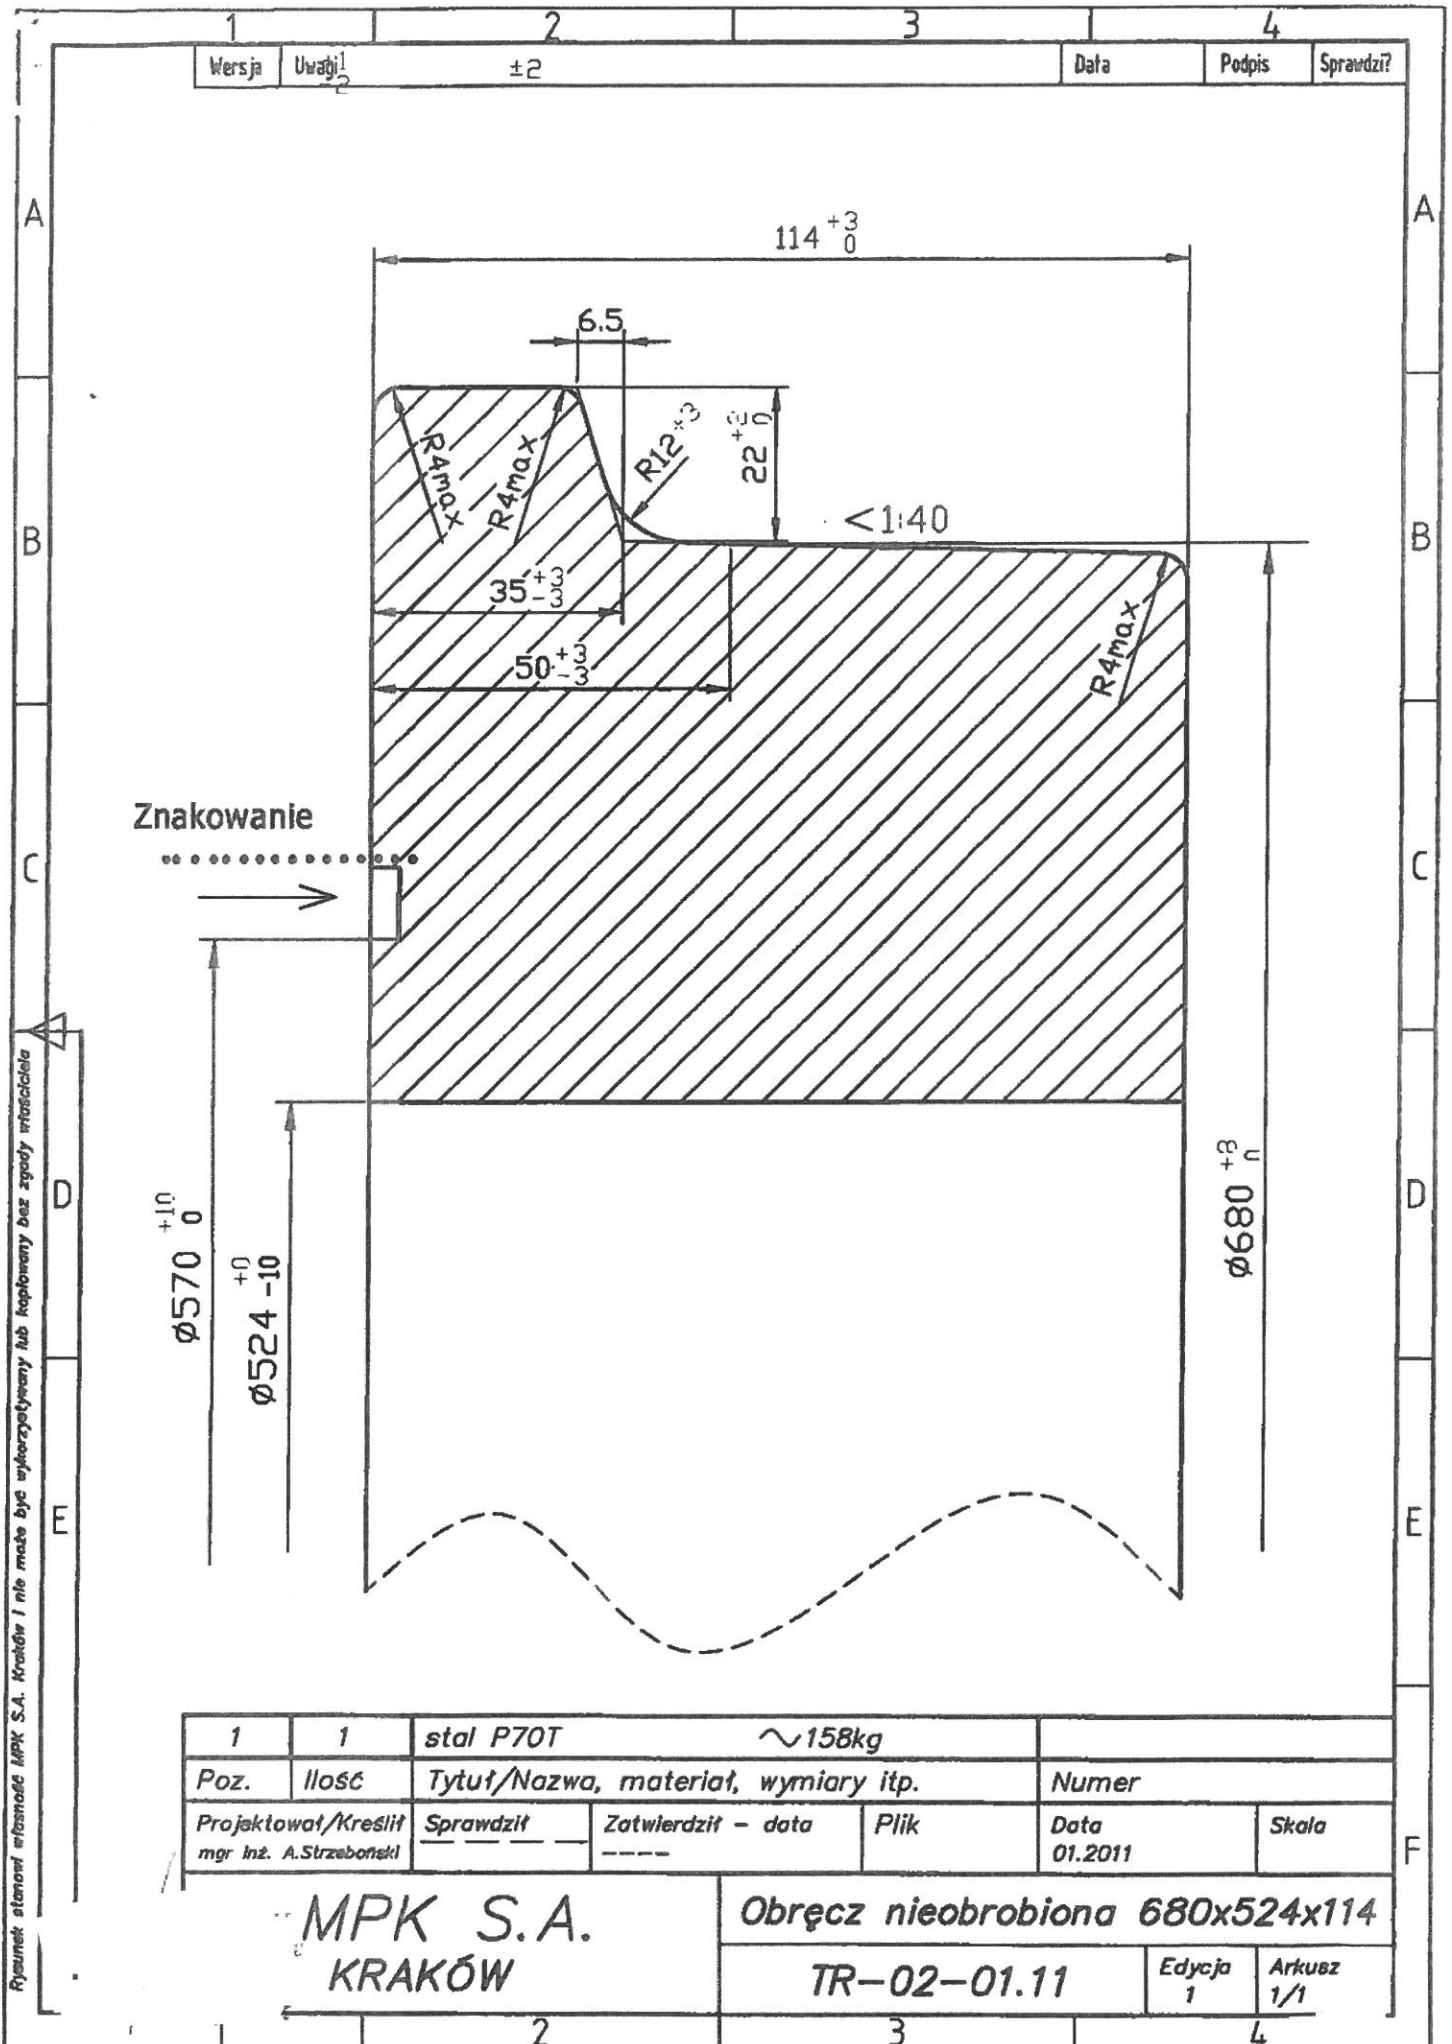 1 2 3 4
Wersja Uwagi 1 ±2 Data Podpis Sprawdzi?
2
A A
114 +3 0
6.5
R4max R4max R12 +3 22
<1:40
B B
35 +3 -3
50 +3 -3
R4max
Znakowanie
C C
D D
ø570 +10 0
ø524 +0 -10
ø680
E E
Rysunek stanowi własność MPK S.A. Kraków i nie może być wykorzystywany lub kopiowany bez zgody właściciela
1 1 stal P70T ~158kg
Poz. Ilość Tytuł/Nazwa, materiał, wymiary itp. Numer
Projektował/Kreślił Sprawdził Zatwierdził - data Plik Data Skala
mgr inż. A.Strzeboński 01.2011
F
MPK S.A. Obręcz nieobrobiona 680x524x114
KRAKÓW TR-02-01.11 Edycja 1 Arkusz 1/1
2 3 4